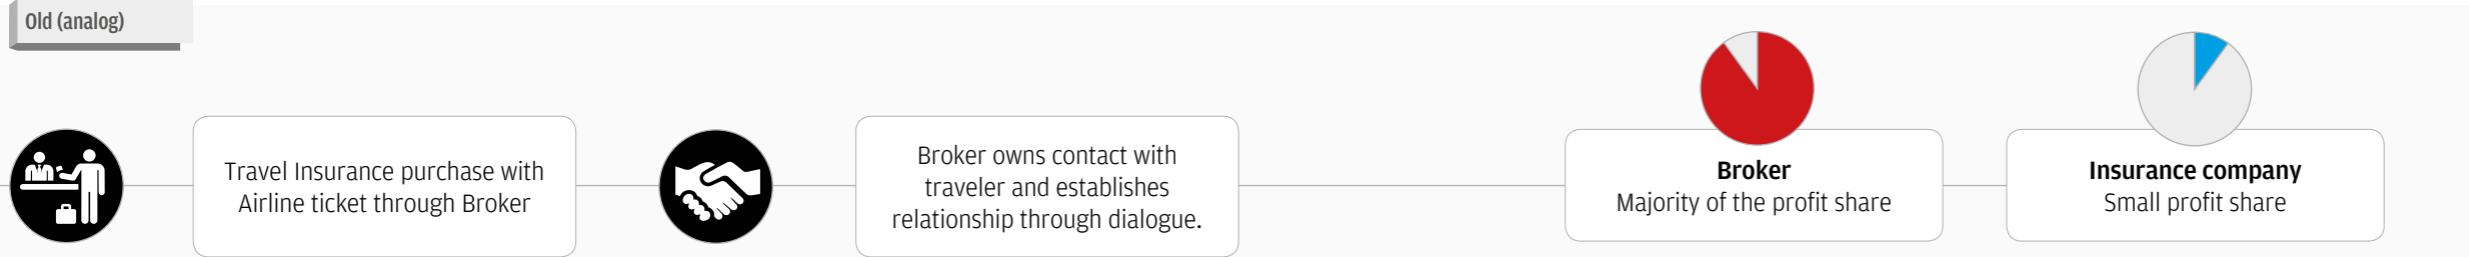 Old (analog)
Travel Insurance purchase with
Airline ticket through Broker
Broker owns contact with
traveler and establishes
relationship through dialogue.
Broker
Majority of the profit share
Insurance company
Small profit share